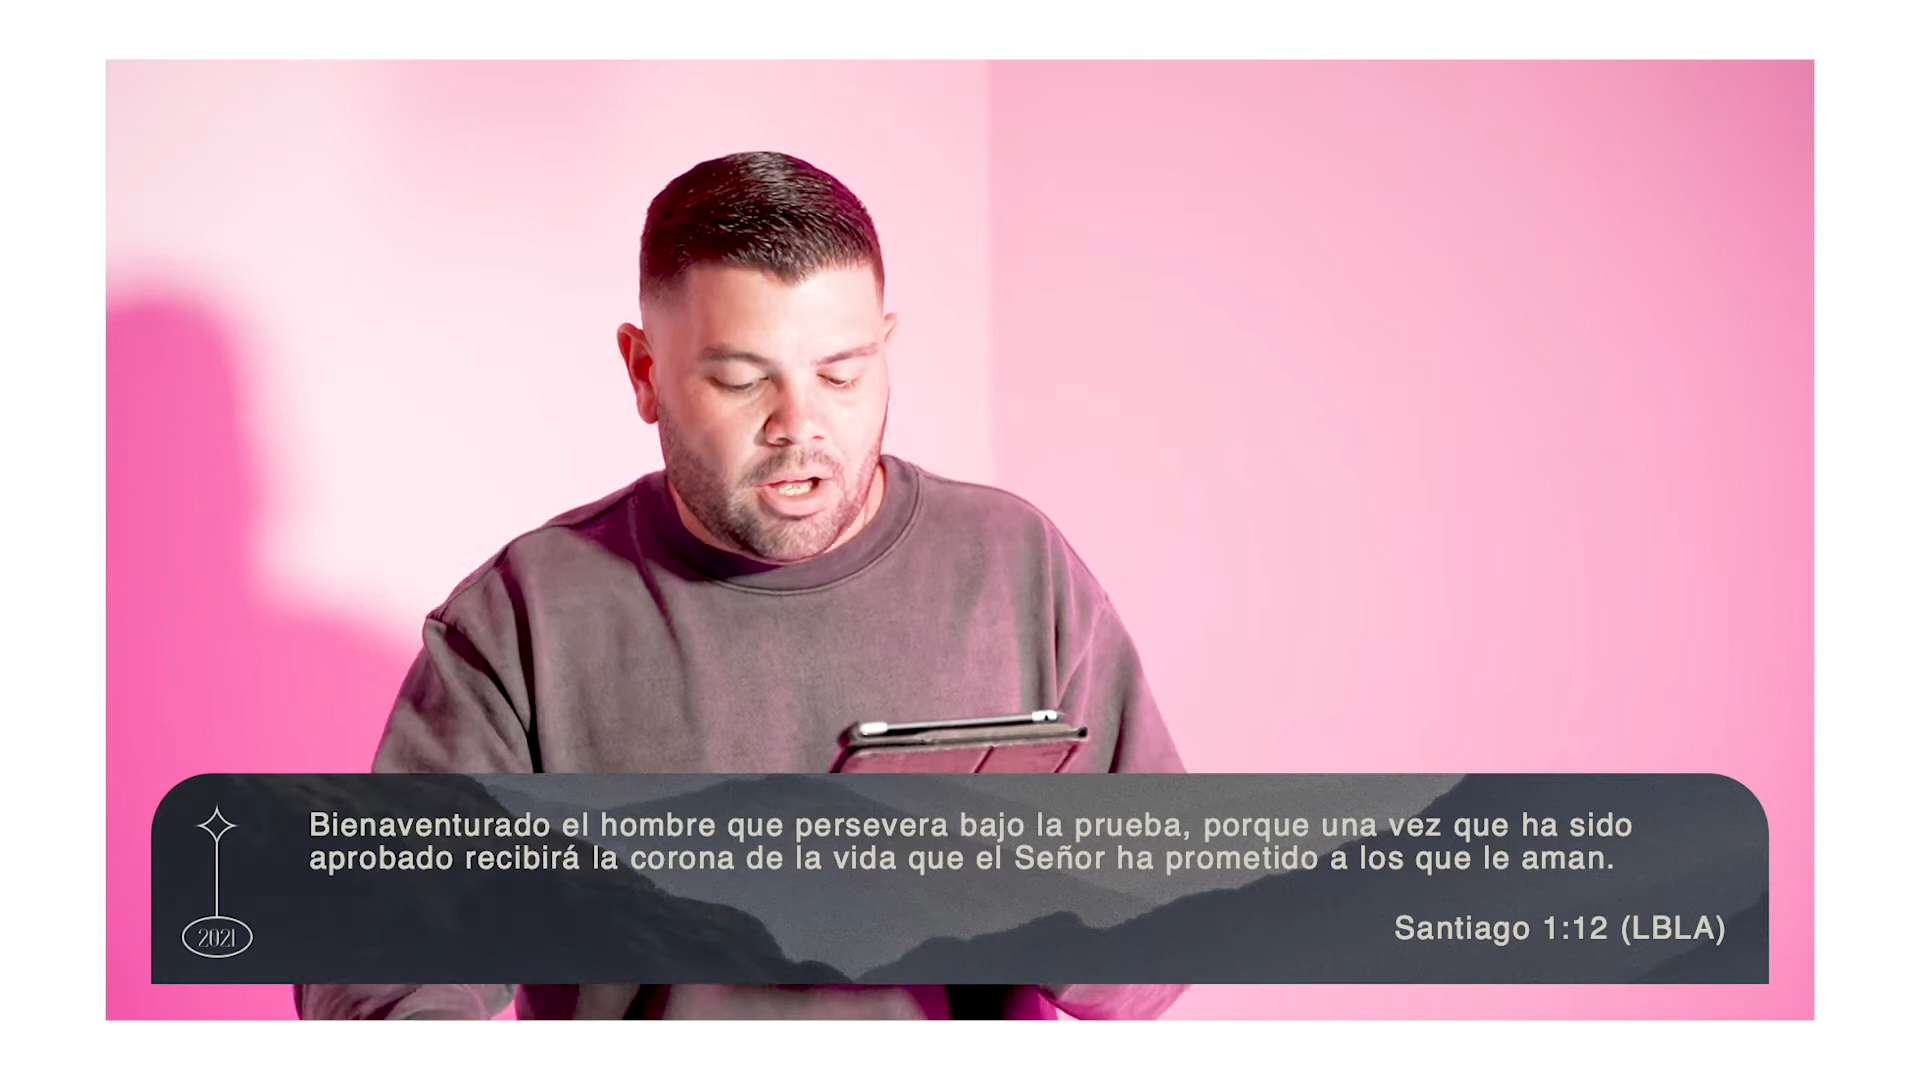 Bienaventurado el hombre que persevera bajo la prueba, porque una vez que ha sido
aprobado recibirá la corona de la vida que el Señor ha prometido a los que le aman.
Santiago 1:12 (LBLA)
2021